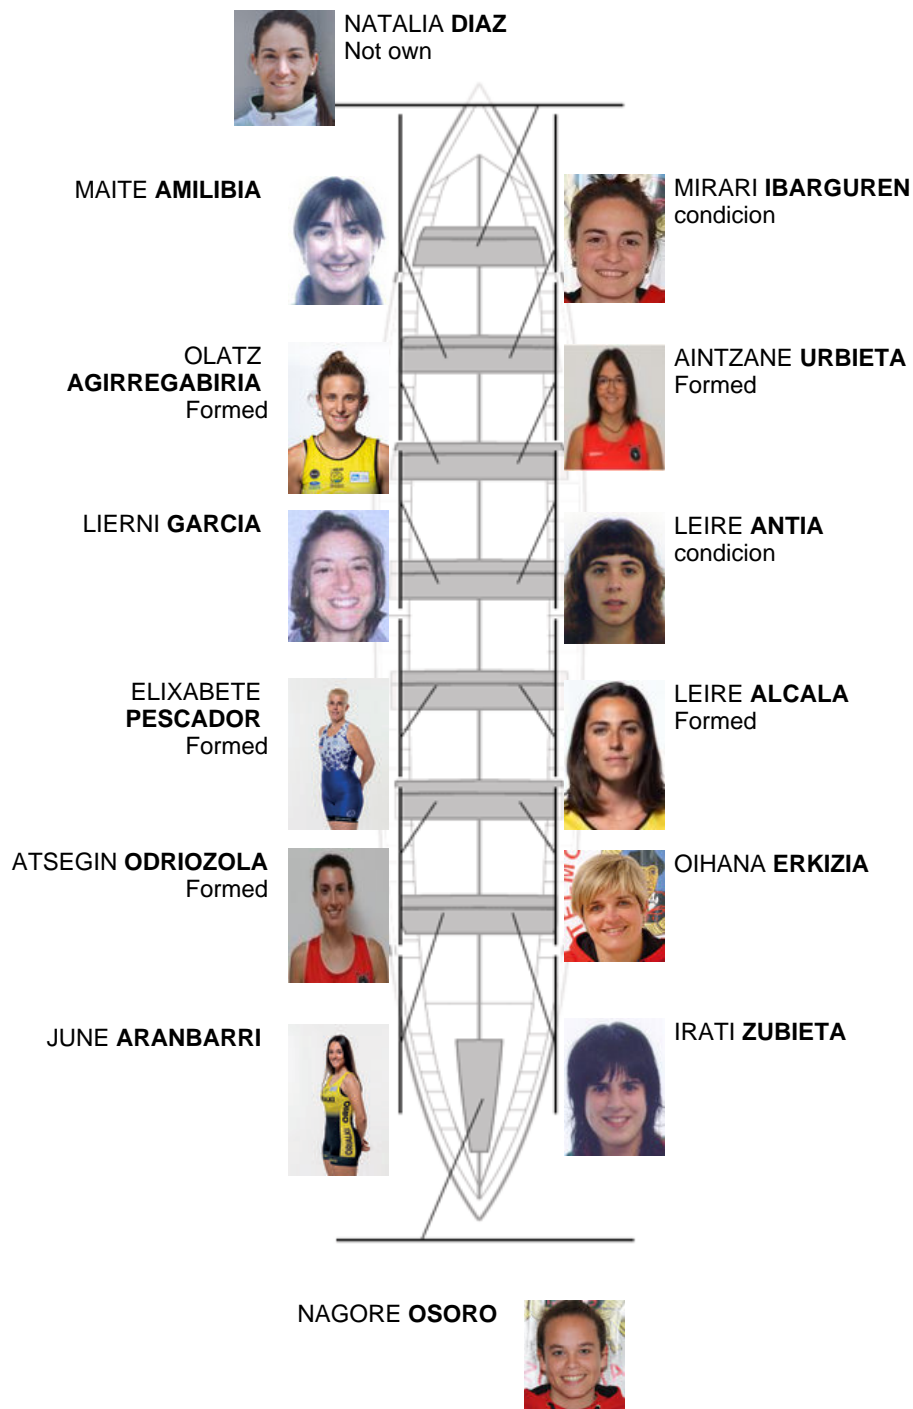 NATALIA DIAZ
Not own
MAITE AMILIBIA
MIRARI IBARGUREN
condicion
OLATZ
AGIRREGABIRIA
Formed
AINTZANE URBIETA
Formed
LIERNI GARCIA
LEIRE ANTIA
condicion
ELIXABETE
PESCADOR
Formed
LEIRE ALCALA
Formed
ATSEGIN ODRIOZOLA
Formed
OIHANA ERKIZIA
JUNE ARANBARRI
IRATI ZUBIETA
NAGORE OSORO